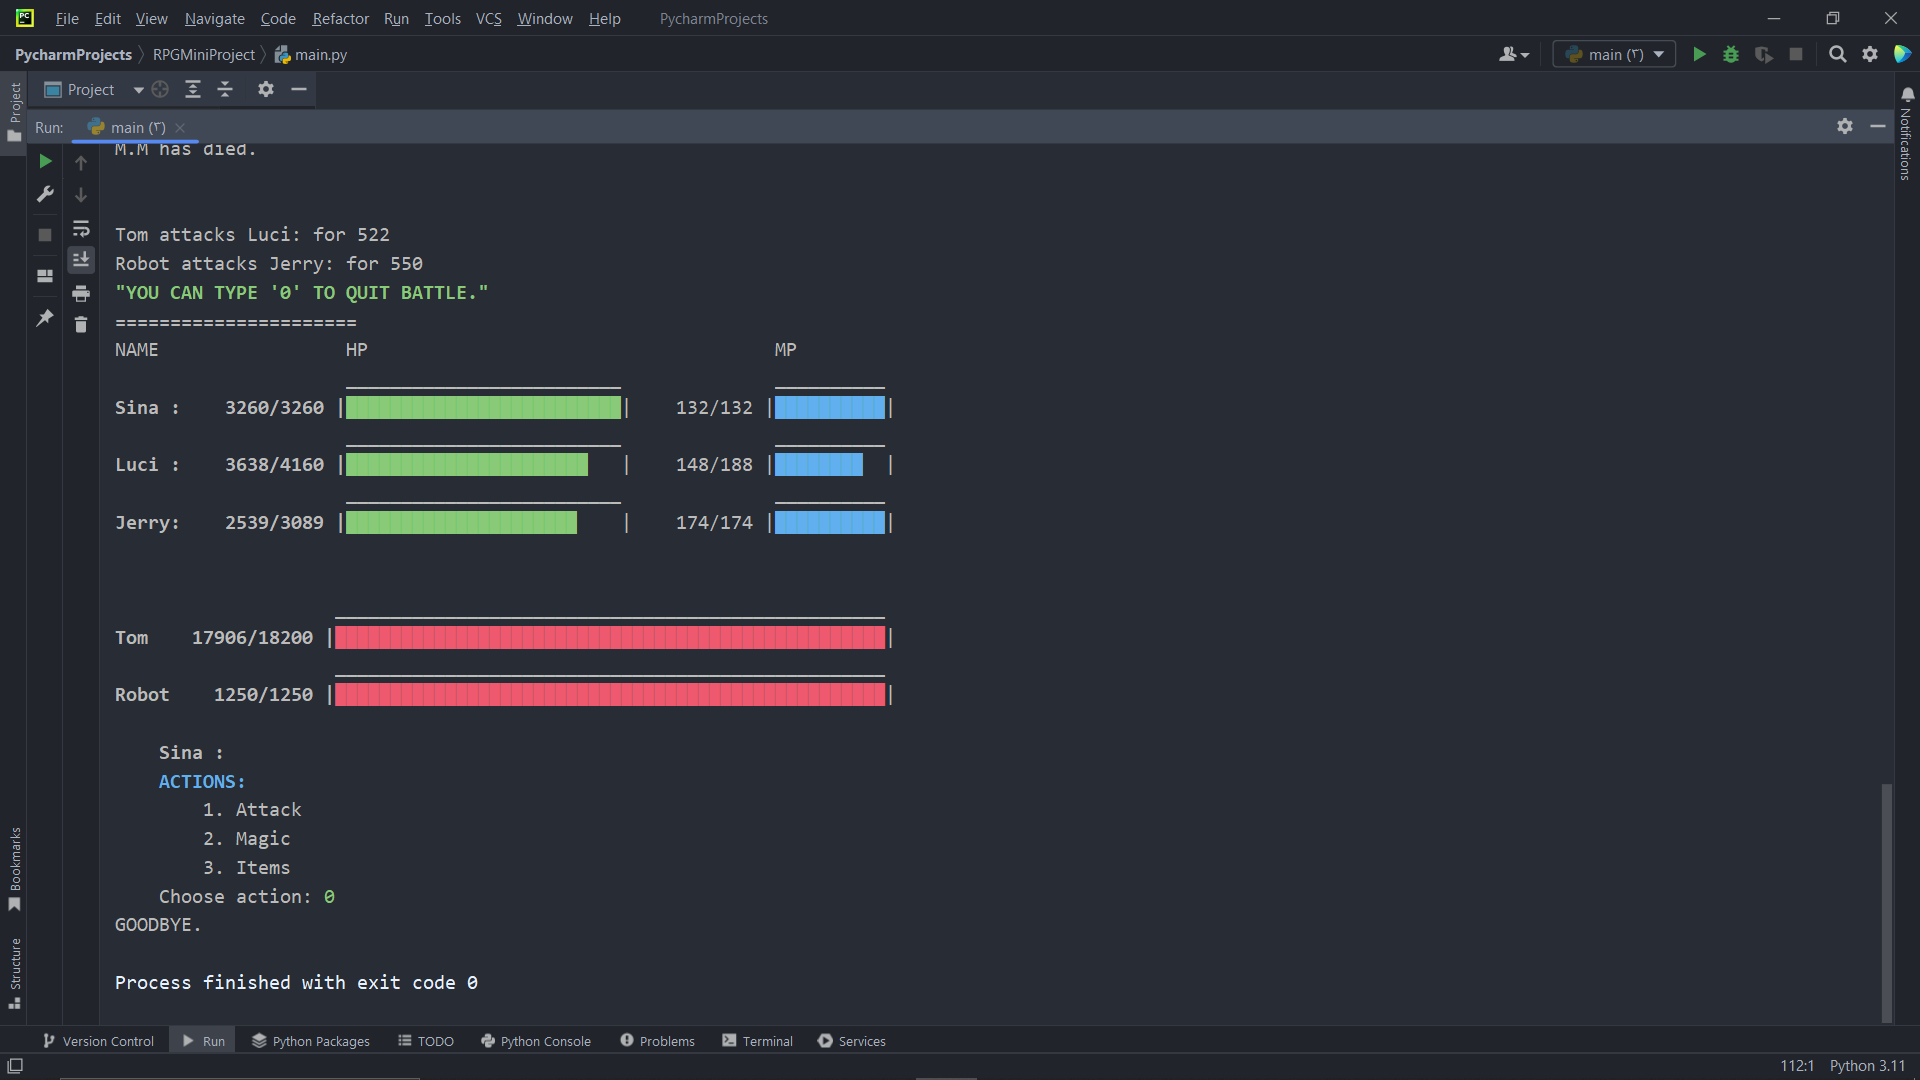 File Edit View Navigate Code Refactor Run Tools VCS Window Help PycharmProjects
PycharmProjects RPGMiniProject main.py main (۳)
Project
Project
Run: main (۳)
Notifications
M.M has died.
Tom attacks Luci: for 522
Robot attacks Jerry: for 550
"YOU CAN TYPE '0' TO QUIT BATTLE."
======================
NAME HP MP
Sina : 3260/3260 | | 132/132 | |
Luci : 3638/4160 | | 148/188 | |
Jerry: 2539/3089 | | 174/174 | |
Tom 17906/18200 | |
Robot 1250/1250 | |
Sina :
ACTIONS:
1. Attack
2. Magic
3. Items
Choose action: 0
GOODBYE.
Process finished with exit code 0
Bookmarks
Structure
Version Control Run Python Packages TODO Python Console Problems Terminal Services
112:1 Python 3.11